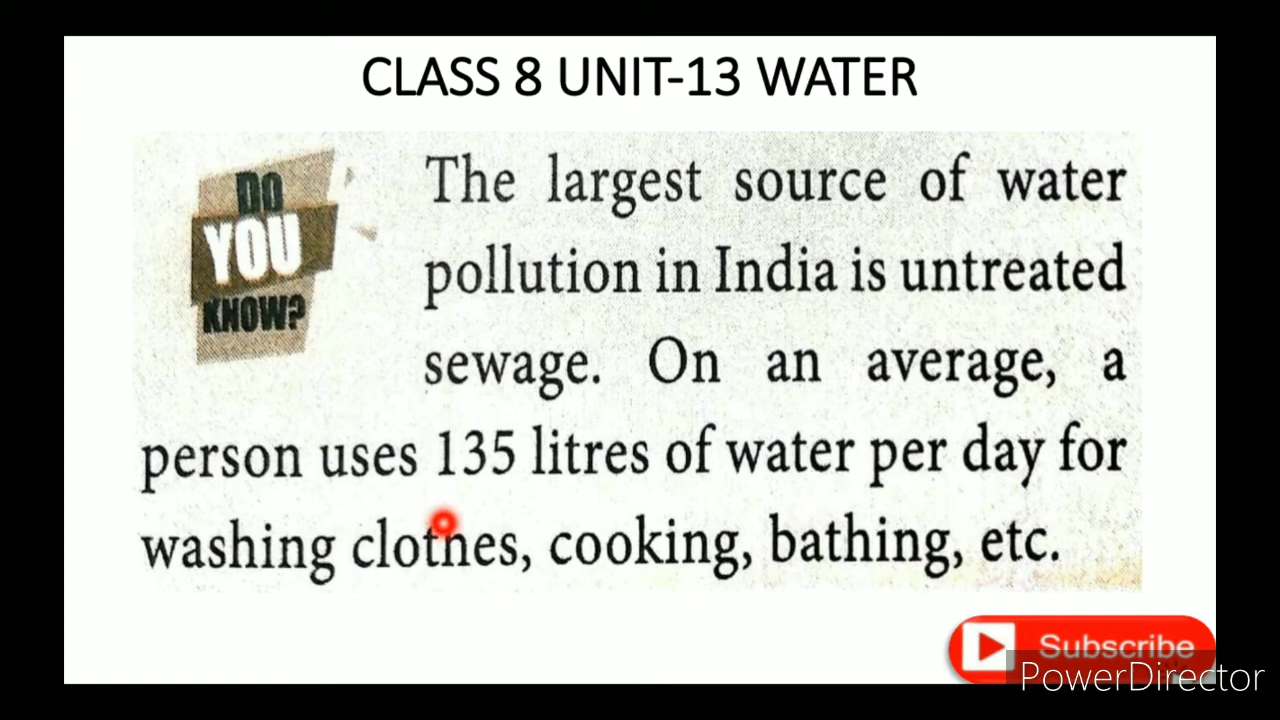 CLASS 8 UNIT-13 WATER
DO
YOU
KNOW?
The largest source of water
pollution in India is untreated
sewage. On an average, a
person uses 135 litres of water per day for
washing clothes, cooking, bathing, etc.
Subscribe
PowerDirector